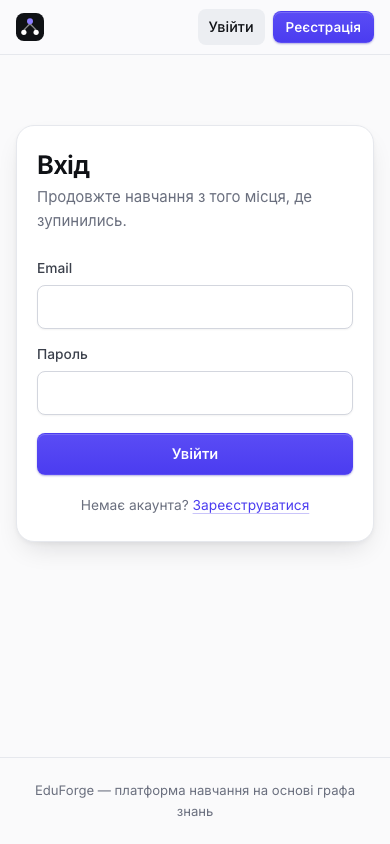 Увійти
Реєстрація
Вхід
Продовжте навчання з того місця, де
зупинились.
Email
Пароль
Увійти
Немає акаунта? Зареєструватися
EduForge — платформа навчання на основі графа
знань